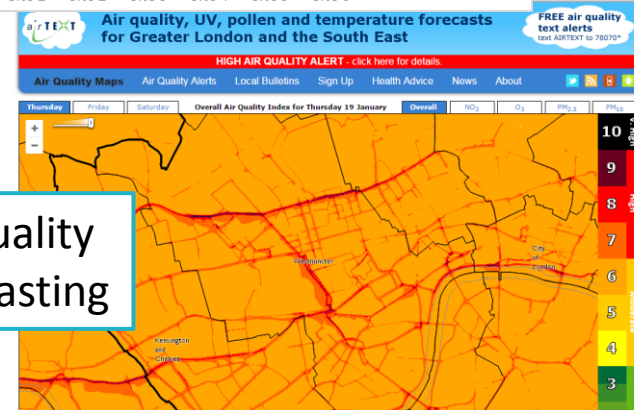 airTEXT
Air quality, UV, pollen and temperature forecasts
for Greater London and the South East
FREE air quality
text alerts
text AIRTEXT to 78070*
HIGH AIR QUALITY ALERT - click here for details.
Air Quality Maps Air Quality Alerts Local Bulletins Sign Up Health Advice News About
Thursday Friday Saturday Overall Air Quality Index for Thursday 19 January Overall NO2 O3 PM2.5 PM10
+
-
10
V. High
9
8
High
7
6
5
4
3
City
of
London
Westminster
Kensington
and
Chelsea
uality
asting